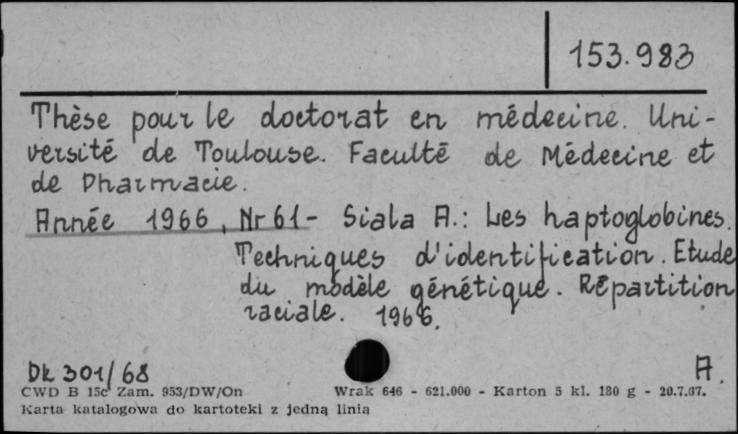 153.983
Thèse pour le doctorat en médecine. Uni-
versité de Toulouse. Faculté de Médecine et
de Pharmacie.
Année 1966, Nr 61 - Siala A.: Les haptoglobines.
Techniques d'identification. Etude
du modèle génétique. Répartition
raciale. 1966.
Dk 301/68
A.
CWD B 15c Zam. 953/DW/On Wrak 646 - 621.000 - Karton 5 kl. 180 g - 20.7.67.
Karta katalogowa do kartoteki z jedną linią